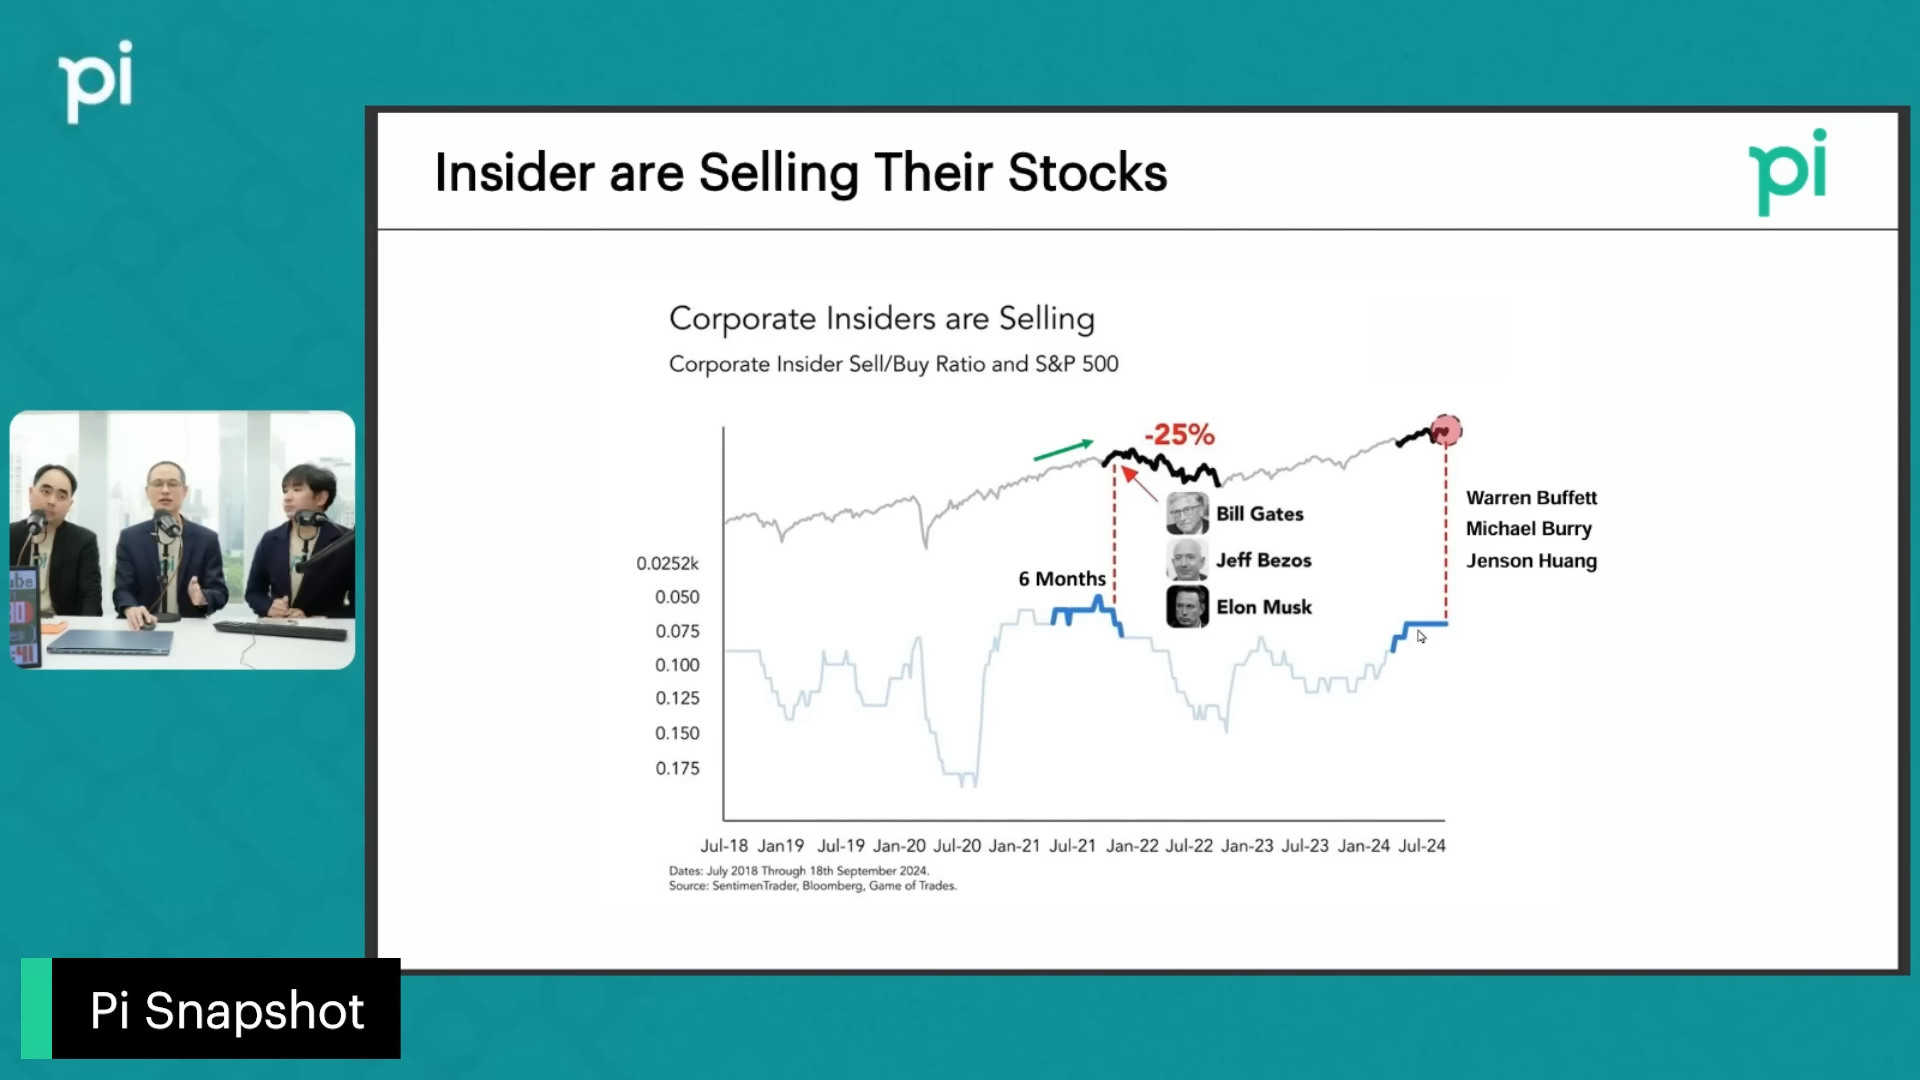 pi
Insider are Selling Their Stocks
pi
Corporate Insiders are Selling
Corporate Insider Sell/Buy Ratio and S&P 500
-25%
Bill Gates
Jeff Bezos
Elon Musk
Warren Buffett
Michael Burry
Jenson Huang
6 Months
0.0252k
0.050
0.075
0.100
0.125
0.150
0.175
Jul-18 Jan19 Jul-19 Jan-20 Jul-20 Jan-21 Jul-21 Jan-22 Jul-22 Jan-23 Jul-23 Jan-24 Jul-24
Dates: July 2018 Through 18th September 2024.
Source: SentimenTrader, Bloomberg, Game of Trades.
Pi Snapshot